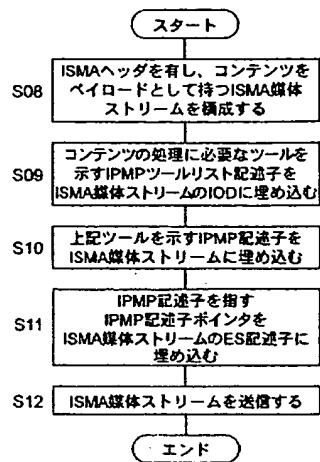 スタート
S08
ISMAヘッダを有し、コンテンツを
ペイロードとして持つISMA媒体
ストリームを構成する
S09
コンテンツの処理に必要なツールを
示すIPMPツールリスト記述子を
ISMA媒体ストリームのIODに埋め込む
S10
上記ツールを示すIPMP記述子を
ISMA媒体ストリームに埋め込む
S11
IPMP記述子を指す
IPMP記述子ポインタを
ISMA媒体ストリームのES記述子に
埋め込む
S12
ISMA媒体ストリームを送信する
エンド